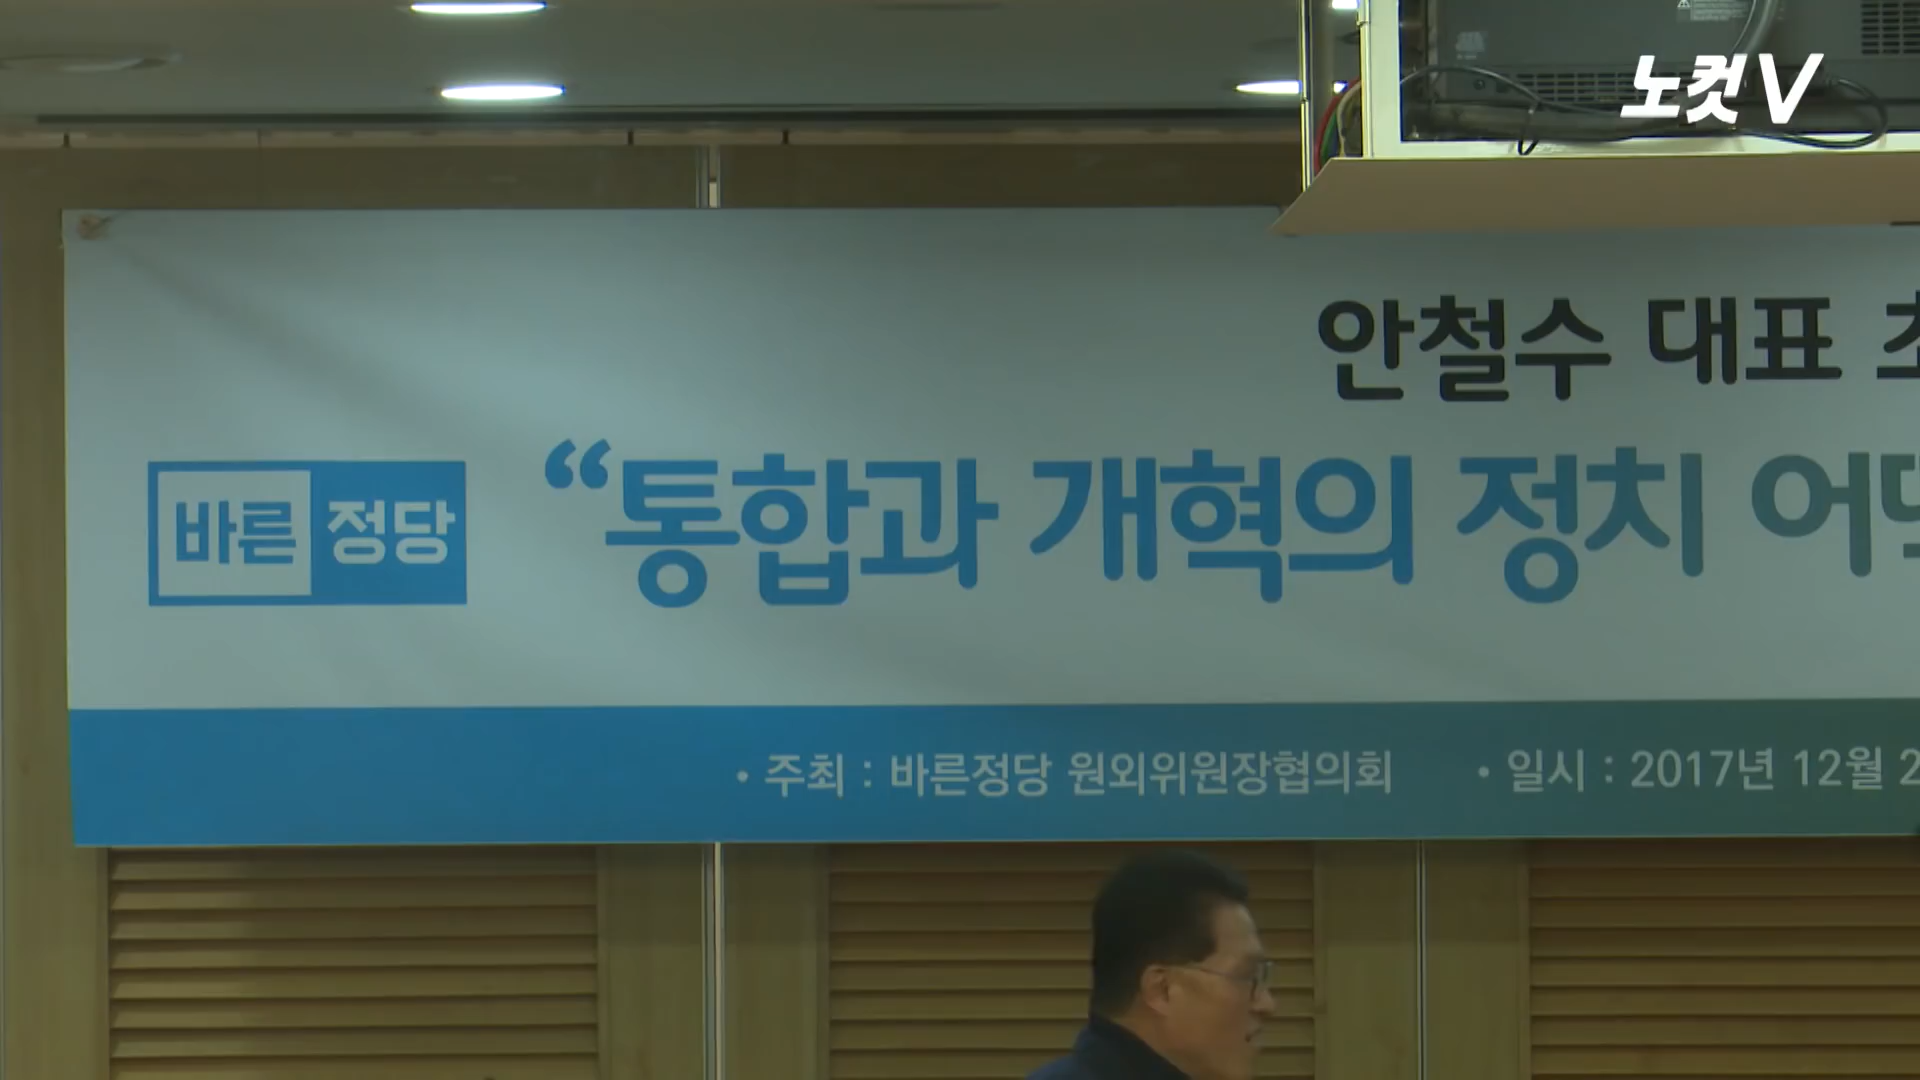 노컷V
안철수 대표
바른정당
“통합과 개혁의 정치
• 주최 : 바른정당 원외위원장협의회 • 일시 : 2017년 12월